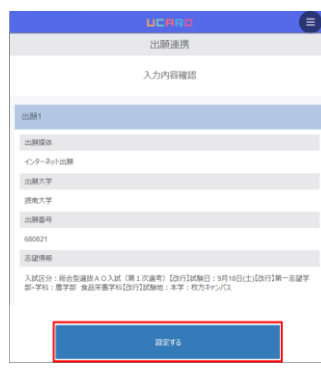 UCARO
出願連携
入力内容確認
出願1
出願媒体
インターネット出願
出願大学
摂南大学
出願番号
680821
志望情報
入試区分：総合型選抜ＡＯ入試（第１次選考）【改行】試験日：9月18日(土)【改行】第一志望学
部・学科：農学部 食品栄養学科【改行】試験地：本学：枚方キャンパス
設定する